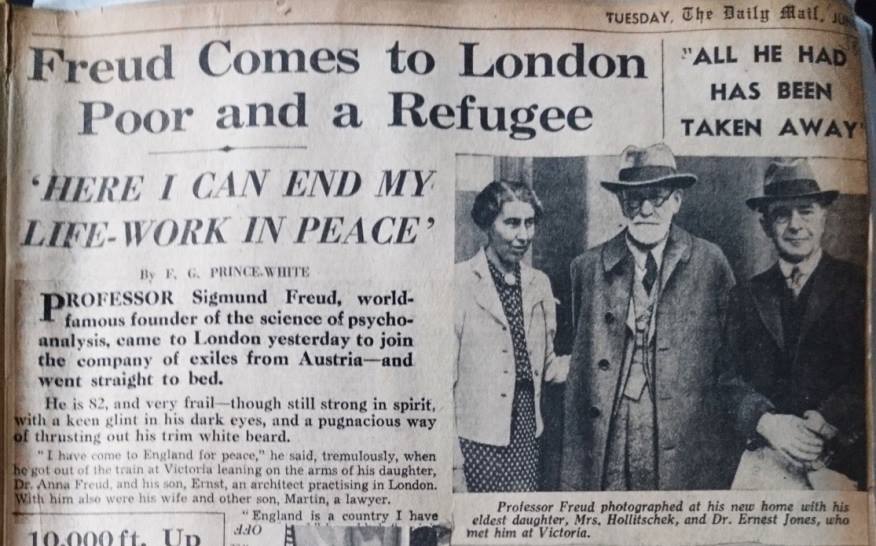 TUESDAY, The Daily Mail,
Freud Comes to London
Poor and a Refugee
"ALL HE HAD
HAS BEEN
TAKEN AWAY"
'HERE I CAN END MY
LIFE-WORK IN PEACE'
By F. G. PRINCE-WHITE
PROFESSOR Sigmund Freud, world-
famous founder of the science of psycho-
analysis, came to London yesterday to join
the company of exiles from Austria—and
went straight to bed.
He is 82, and very frail—though still strong in spirit,
with a keen glint in his dark eyes, and a pugnacious way
of thrusting out his trim white beard.
"I have come to England for peace," he said, tremulously, when
he got out of the train at Victoria leaning on the arms of his daughter,
Dr. Anna Freud, and his son, Ernst, an architect practising in London.
With him also were his wife and other son, Martin, a lawyer.
"England is a country I have
10,000 ft. Up
Professor Freud photographed at his new home with his
eldest daughter, Mrs. Hollitschek, and Dr. Ernest Jones, who
met him at Victoria.